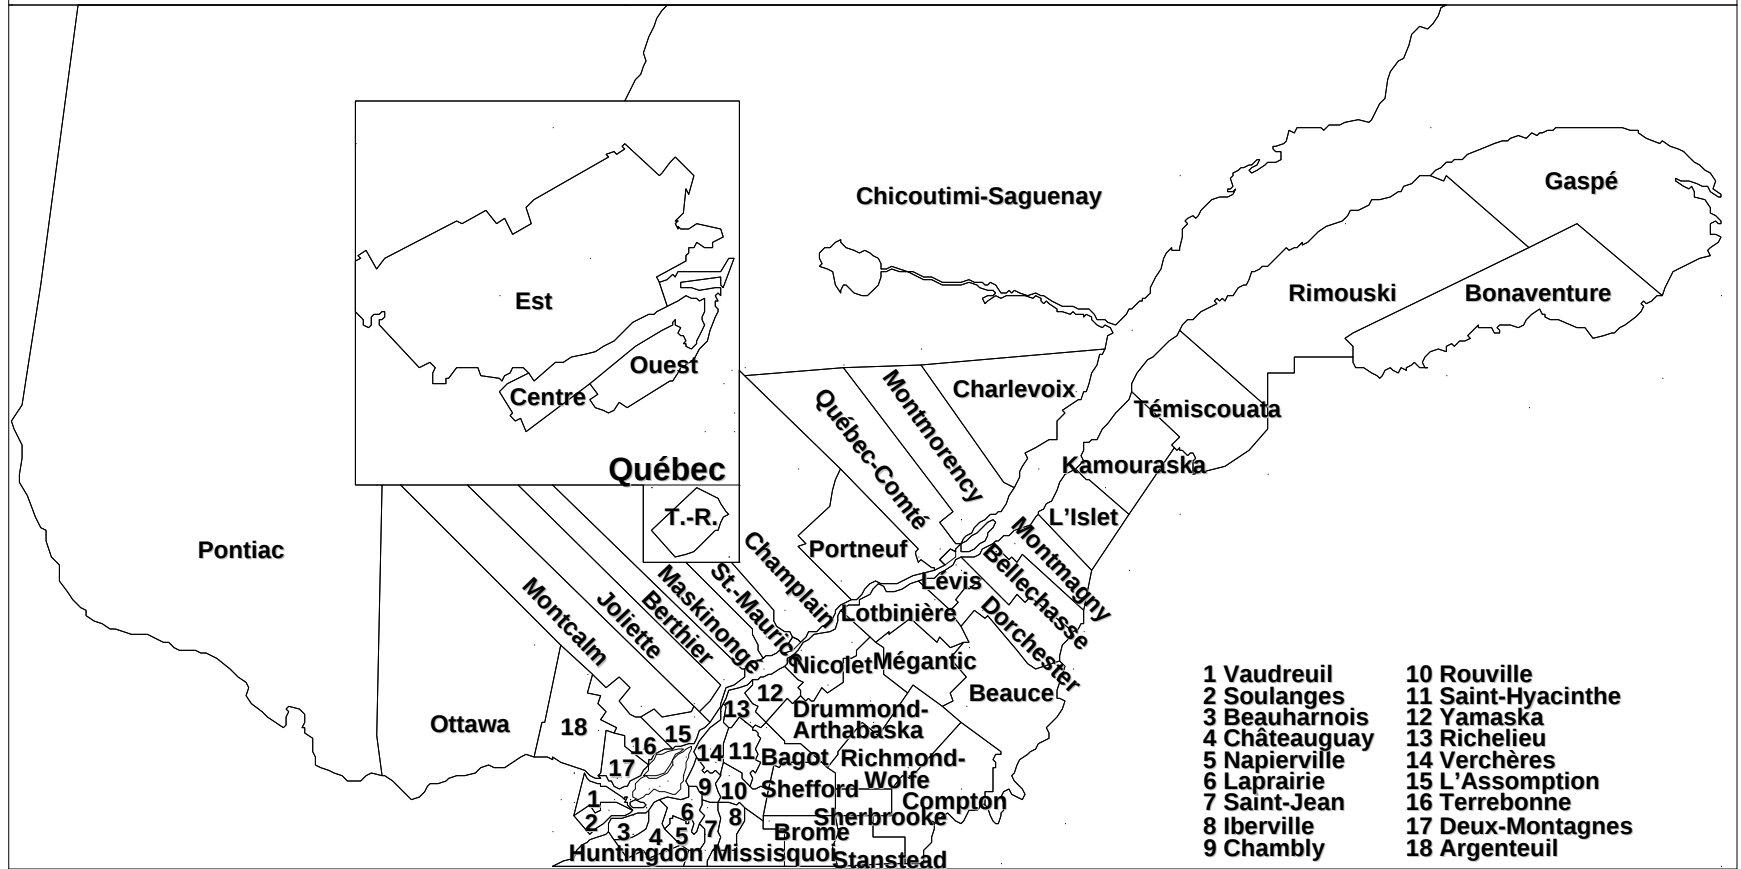 Chicoutimi-Saguenay
Gaspé
Rimouski
Bonaventure
Est
Ouest
Centre
Québec
T.-R.
Charlevoix
Montmorency
Québec-Comté
Témiscouata
Kamouraska
L’Islet
Montmagny
Bellechasse
Dorchester
Portneuf
Lévis
Lotbinière
Champlain
St.-Maurice
Maskinongé
Berthier
Joliette
Montcalm
Pontiac
Ottawa
Nicolet
Mégantic
Beauce
Drummond-
Arthabaska
Bagot
Richmond-
Wolfe
Shefford
Compton
Sherbrooke
Brome
Huntingdon
Missisquoi
Stanstead
18
17
16
15
14
13
12
11
10
9
8
7
6
5
4
3
2
1
1 Vaudreuil
2 Soulanges
3 Beauharnois
4 Châteauguay
5 Napierville
6 Laprairie
7 Saint-Jean
8 Iberville
9 Chambly
10 Rouville
11 Saint-Hyacinthe
12 Yamaska
13 Richelieu
14 Verchères
15 L’Assomption
16 Terrebonne
17 Deux-Montagnes
18 Argenteuil